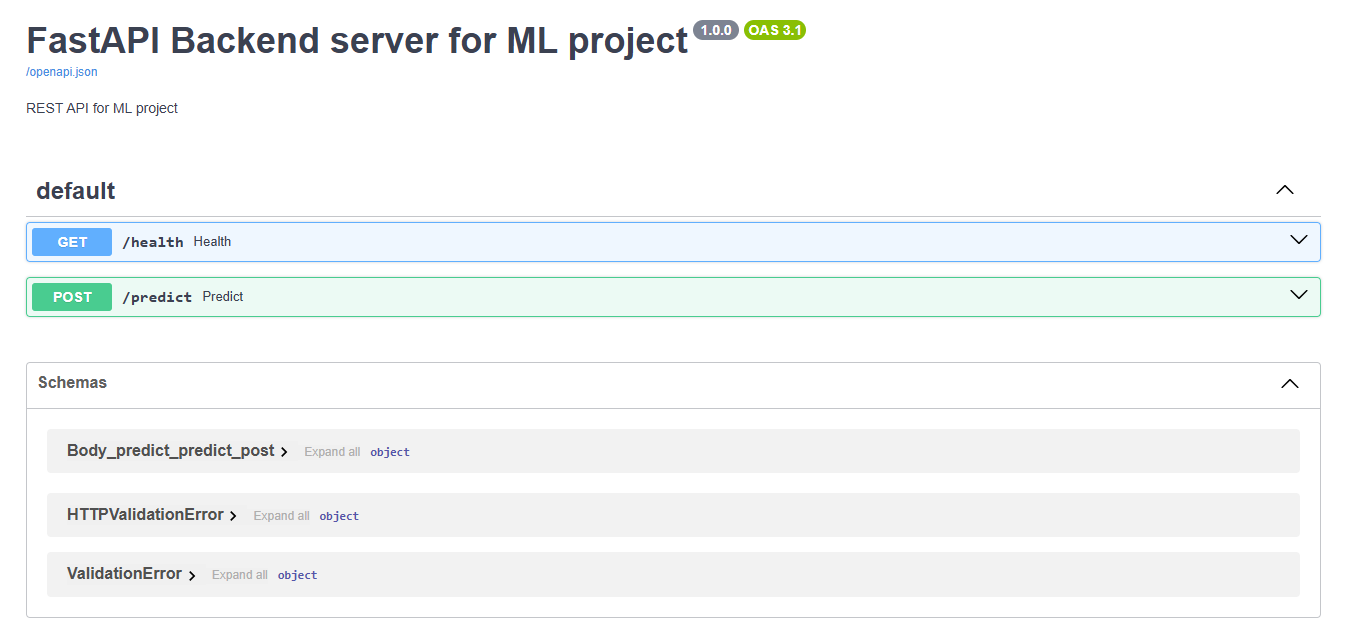 FastAPI Backend server for ML project 1.0.0 OAS 3.1
/openapi.json
REST API for ML project
default
GET /health Health
POST /predict Predict
Schemas
Body_predict_predict_post Expand all object
HTTPValidationError Expand all object
ValidationError Expand all object